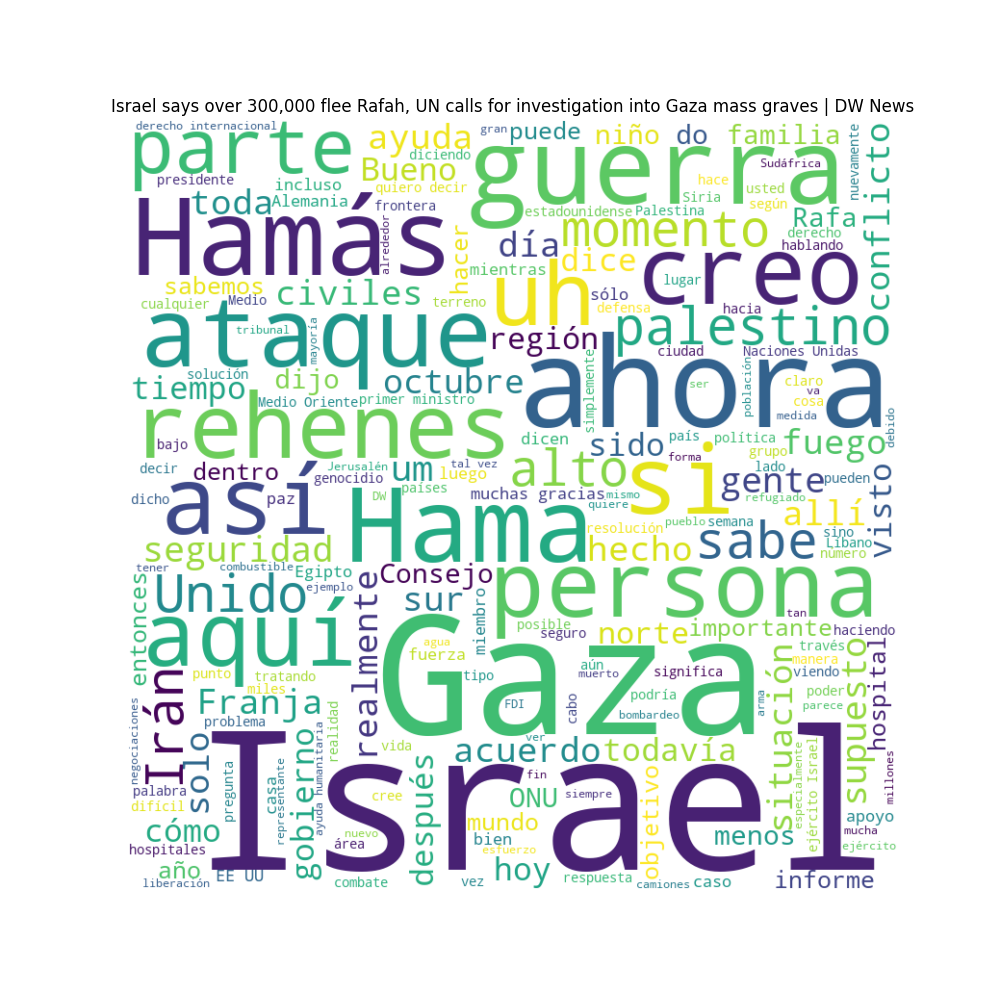 Israel says over 300,000 flee Rafah, UN calls for investigation into Gaza mass graves | DW News
derecho internacional
parte
ayuda
gran
puede
niño
do
familia
guerra
Bueno
diciendo
presidente
incluso
quiero decir
hace
Sudáfrica
usted
nuevamente
conflicto
toda
Alemania
frontera
estadounidense
Palestina
Siria
según
Rafa
derecho
Hamás
alrededor
hacer
día
momento
dice
hablando
creo
lugar
sabemos
mientras
civiles
cualquier
Medio
terreno
uh
sólo
defensa
hacia
palestino
ataque
tribunal
mayoría
región
ciudad
Naciones Unidas
solución
tiempo
dijo
octubre
Medio Oriente
primer ministro
simplemente
ahora
ser
población
claro
cosa
va
medida
debido
rehenes
bajo
dicen
sido
país
política
grupo
fuego
forma
decir
dentro
Jerusalén
genocidio
um
luego
tal vez
alto
si
gente
lado
pueden
visto
dicho
así
paz
DW
países
muchas gracias
mismo
quiere
refugiado
allí
Hama
resolución
pueblo
semana
sino
Líbano
número
seguridad
hecho
sabe
tener
combustible
Egipto
ejemplo
Consejo
persona
entonces
Unido
realmente
sur
miembro
posible
seguro
tan
aquí
agua
fuerza
norte
importante
haciendo
través
manera
viendo
Irán
punto
tratando
miles
Gaza
tipo
aún
muerto
significa
situación
supuesto
hospital
poder
parece
Franja
problema
realidad
FDI
cabo
podría
bombardeo
arma
negociaciones
solo
gobierno
vida
ver
acuerdo
todavía
palabra
difícil
pregunta
casa
representante
ayuda humanitaria
Israel
cree
después
fin
ONU
siempre
objetivo
especialmente
ejército Israel
millones
apoyo
cómo
nuevo
mundo
menos
mucha
hospitales
área
bien
esfuerzo
ejército
año
EE UU
liberación
combate
vez
hoy
respuesta
camiones
caso
informe